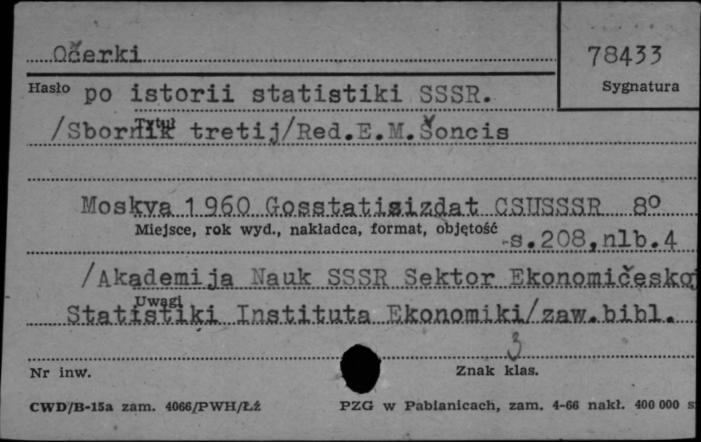 Očerki
78433
Hasło
Sygnatura
po istorii statistiki SSSR.
Tytuł
/Sbornik tretij/Red.E.M.Šoncis
Moskva 1960 Gosstatisizdat CSUSSSR 8º
Miejsce, rok wyd., nakładca, format, objętość
-s.208,nlb.4
/Akademija Nauk SSSR Sektor Ekonomičeskoj
Uwagi
Statistiki Instituta Ekonomiki/zaw.bibl.
3
Nr inw.
Znak klas.
CWD/B-15a zam. 4066/PWH/Łż
PZG w Pabianicach, zam. 4-66 nakł. 400 000 s